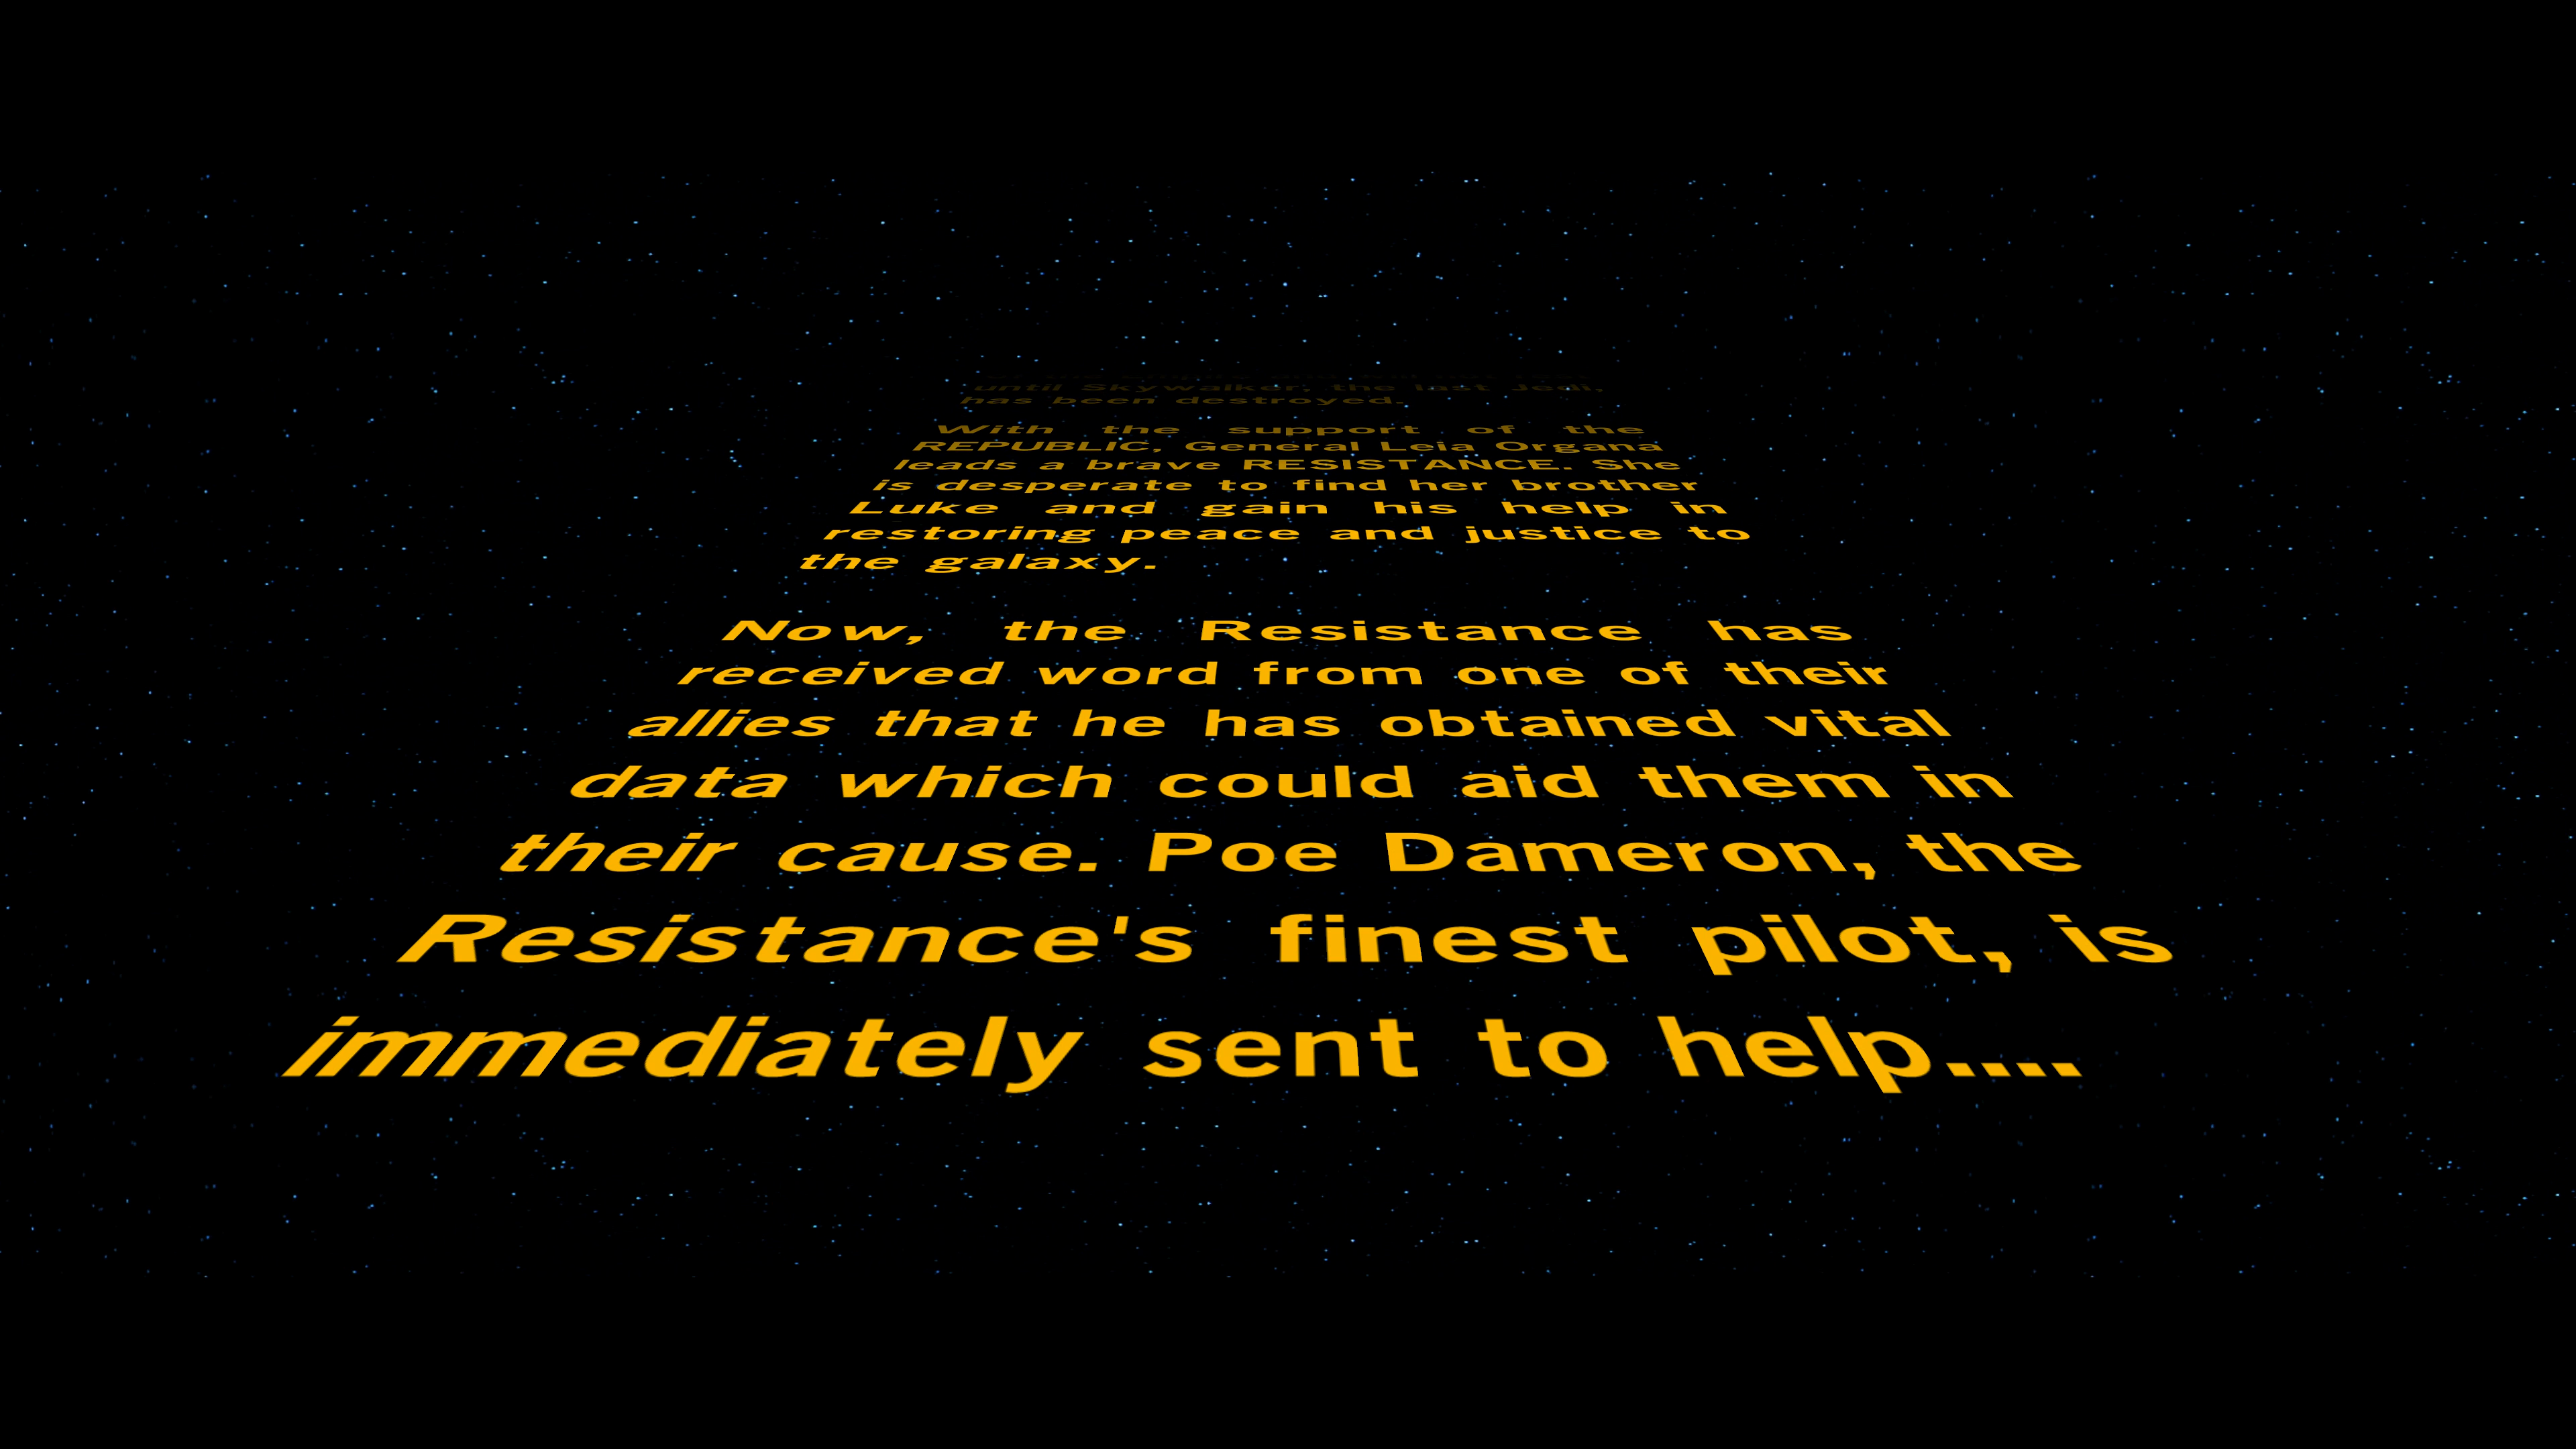 until Skywalker, the last Jedi,
has been destroyed.
With the support of the
REPUBLIC, General Leia Organa
leads a brave RESISTANCE. She
is desperate to find her brother
Luke and gain his help in
restoring peace and justice to
the galaxy.
Now, the Resistance has
received word from one of their
allies that he has obtained vital
data which could aid them in
their cause. Poe Dameron, the
Resistance's finest pilot, is
immediately sent to help....